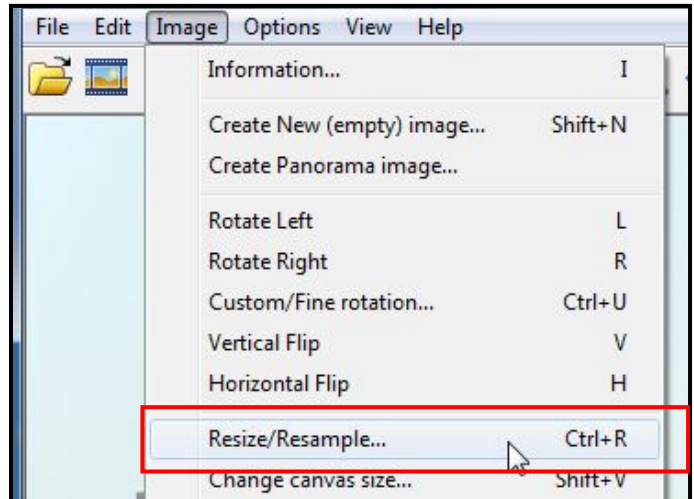 File Edit Image Options View Help
Information... I
Create New (empty) image... Shift+N
Create Panorama image...
Rotate Left L
Rotate Right R
Custom/Fine rotation... Ctrl+U
Vertical Flip V
Horizontal Flip H
Resize/Resample... Ctrl+R
Change canvas size... Shift+V